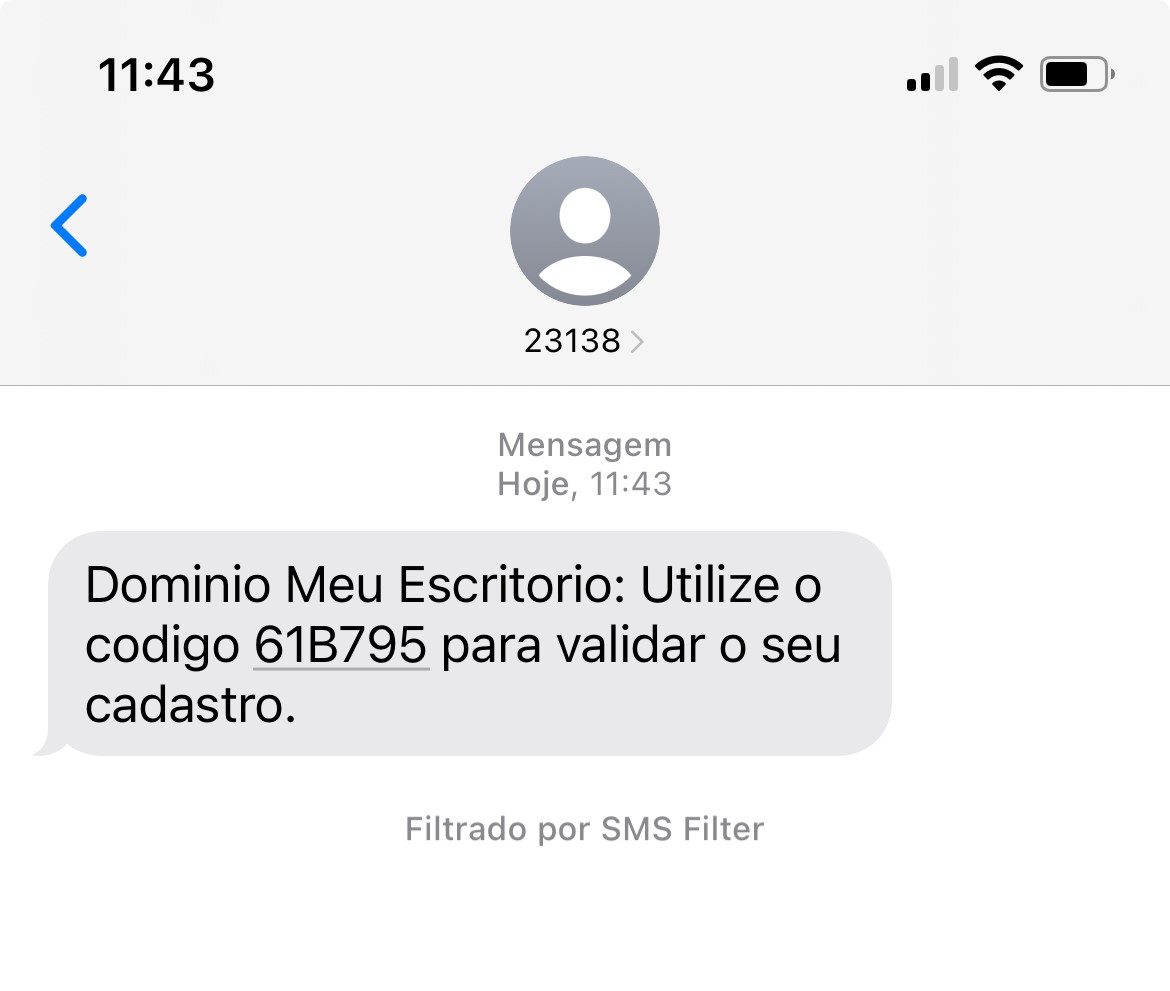 11:43
23138
Mensagem
Hoje, 11:43
Dominio Meu Escritorio: Utilize o
codigo 61B795 para validar o seu
cadastro.
Filtrado por SMS Filter